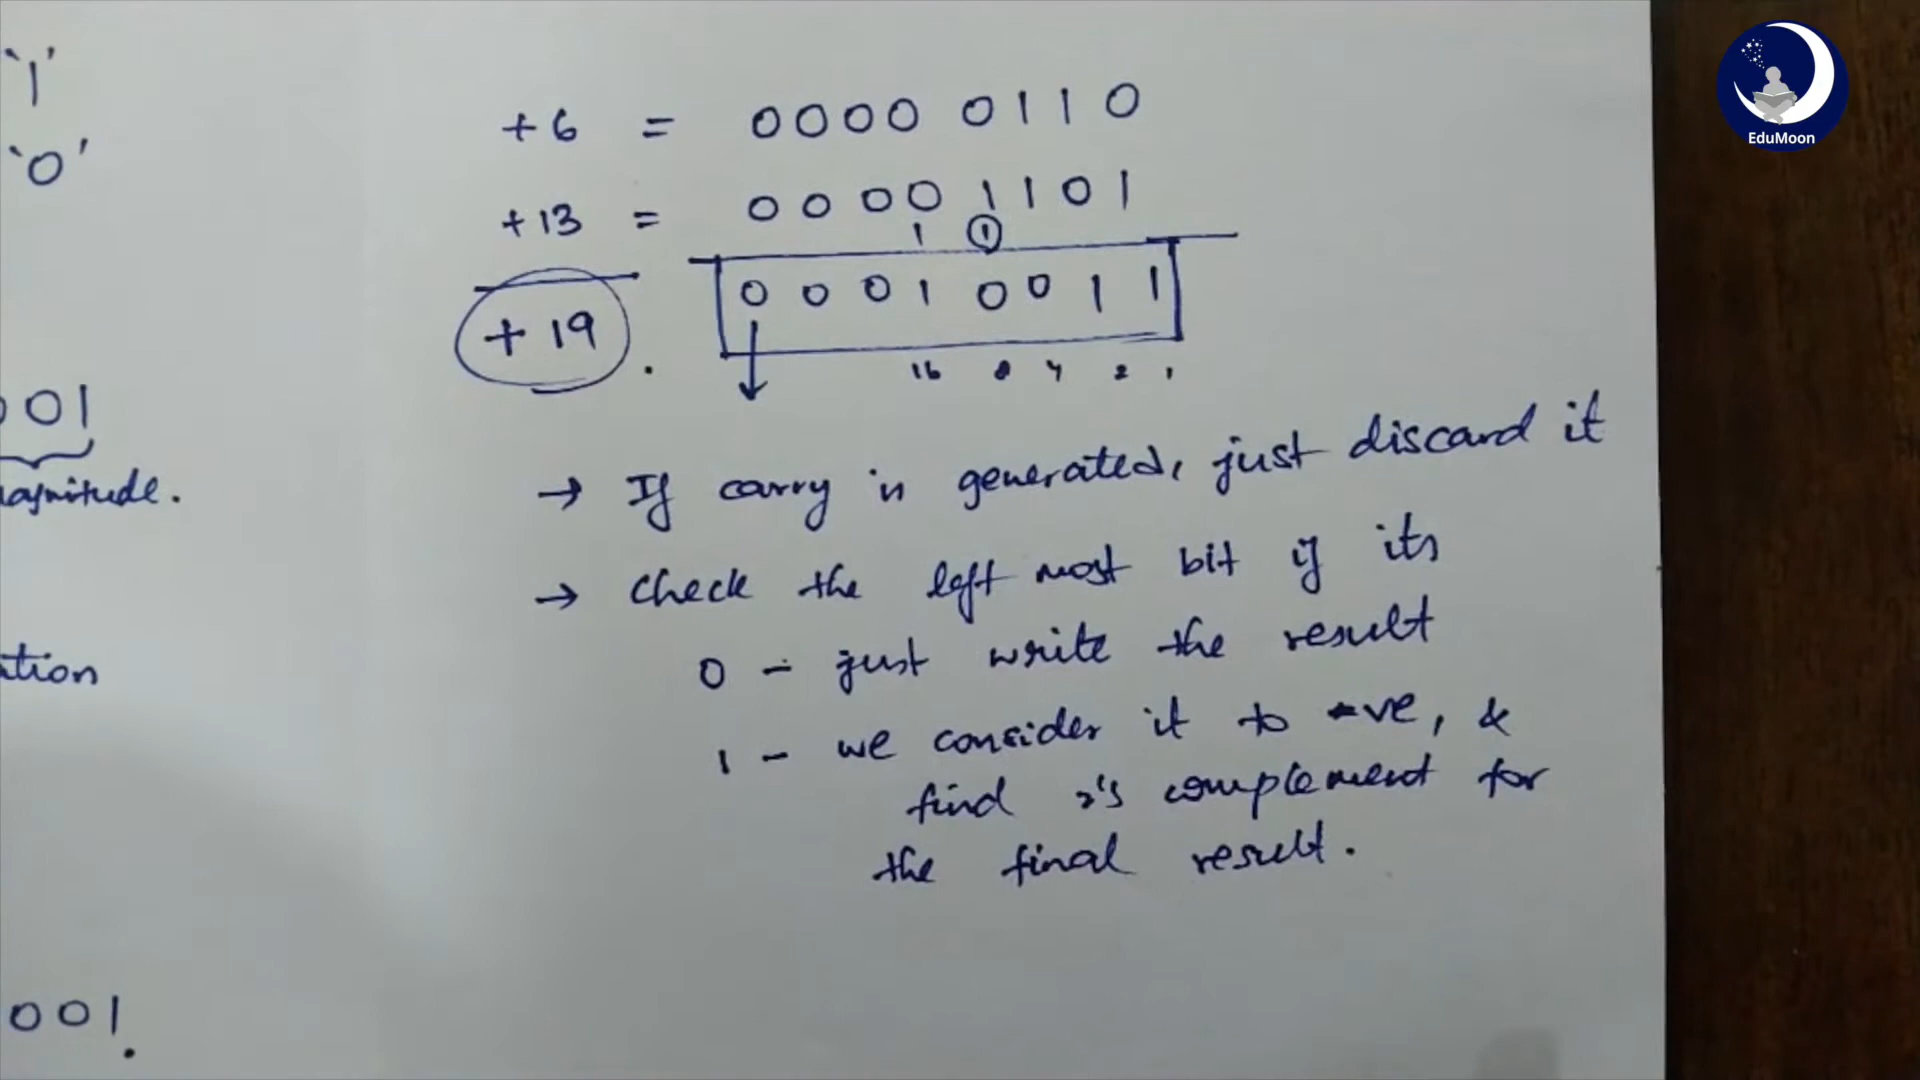 '1'
'0'
001
magnitude.
ation
001.
+6 = 0000 0110
+13 = 0000 1101
1 1
+19 . 0001 0011
16 8 4 2 1
→ If carry is generated, just discard it
→ Check the left most bit if its
0 - just write the result
1 - we consider it to -ve, &
find 2's complement for
the final result.
EduMoon